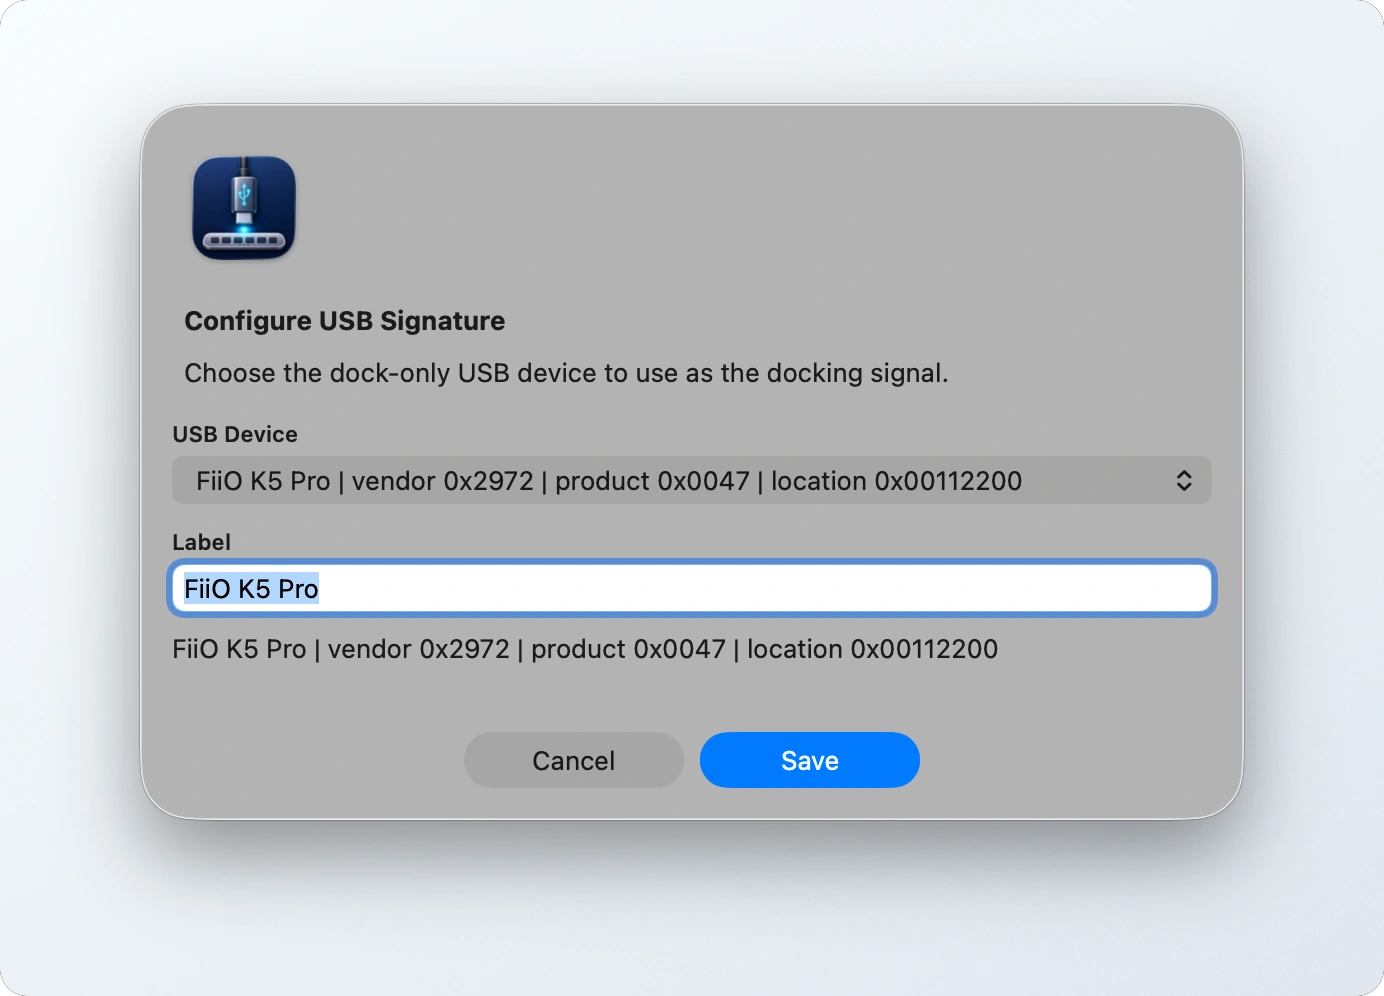 Configure USB Signature
Choose the dock-only USB device to use as the docking signal.
USB Device
FiiO K5 Pro | vendor 0x2972 | product 0x0047 | location 0x00112200
Label
FiiO K5 Pro
FiiO K5 Pro | vendor 0x2972 | product 0x0047 | location 0x00112200
Cancel
Save